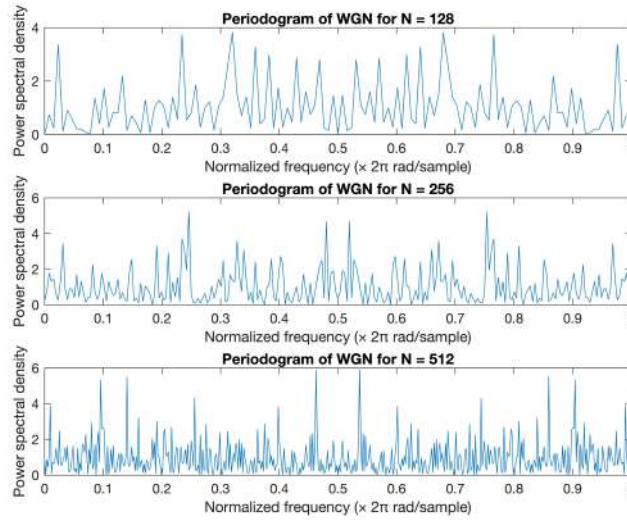 Periodogram of WGN for N = 128
Power spectral density
4
2
0
0 0.1 0.2 0.3 0.4 0.5 0.6 0.7 0.8 0.9
Normalized frequency (× 2π rad/sample)
Periodogram of WGN for N = 256
Power spectral density
6
4
2
0
0 0.1 0.2 0.3 0.4 0.5 0.6 0.7 0.8 0.9
Normalized frequency (× 2π rad/sample)
Periodogram of WGN for N = 512
Power spectral density
6
4
2
0
0 0.1 0.2 0.3 0.4 0.5 0.6 0.7 0.8 0.9
Normalized frequency (× 2π rad/sample)